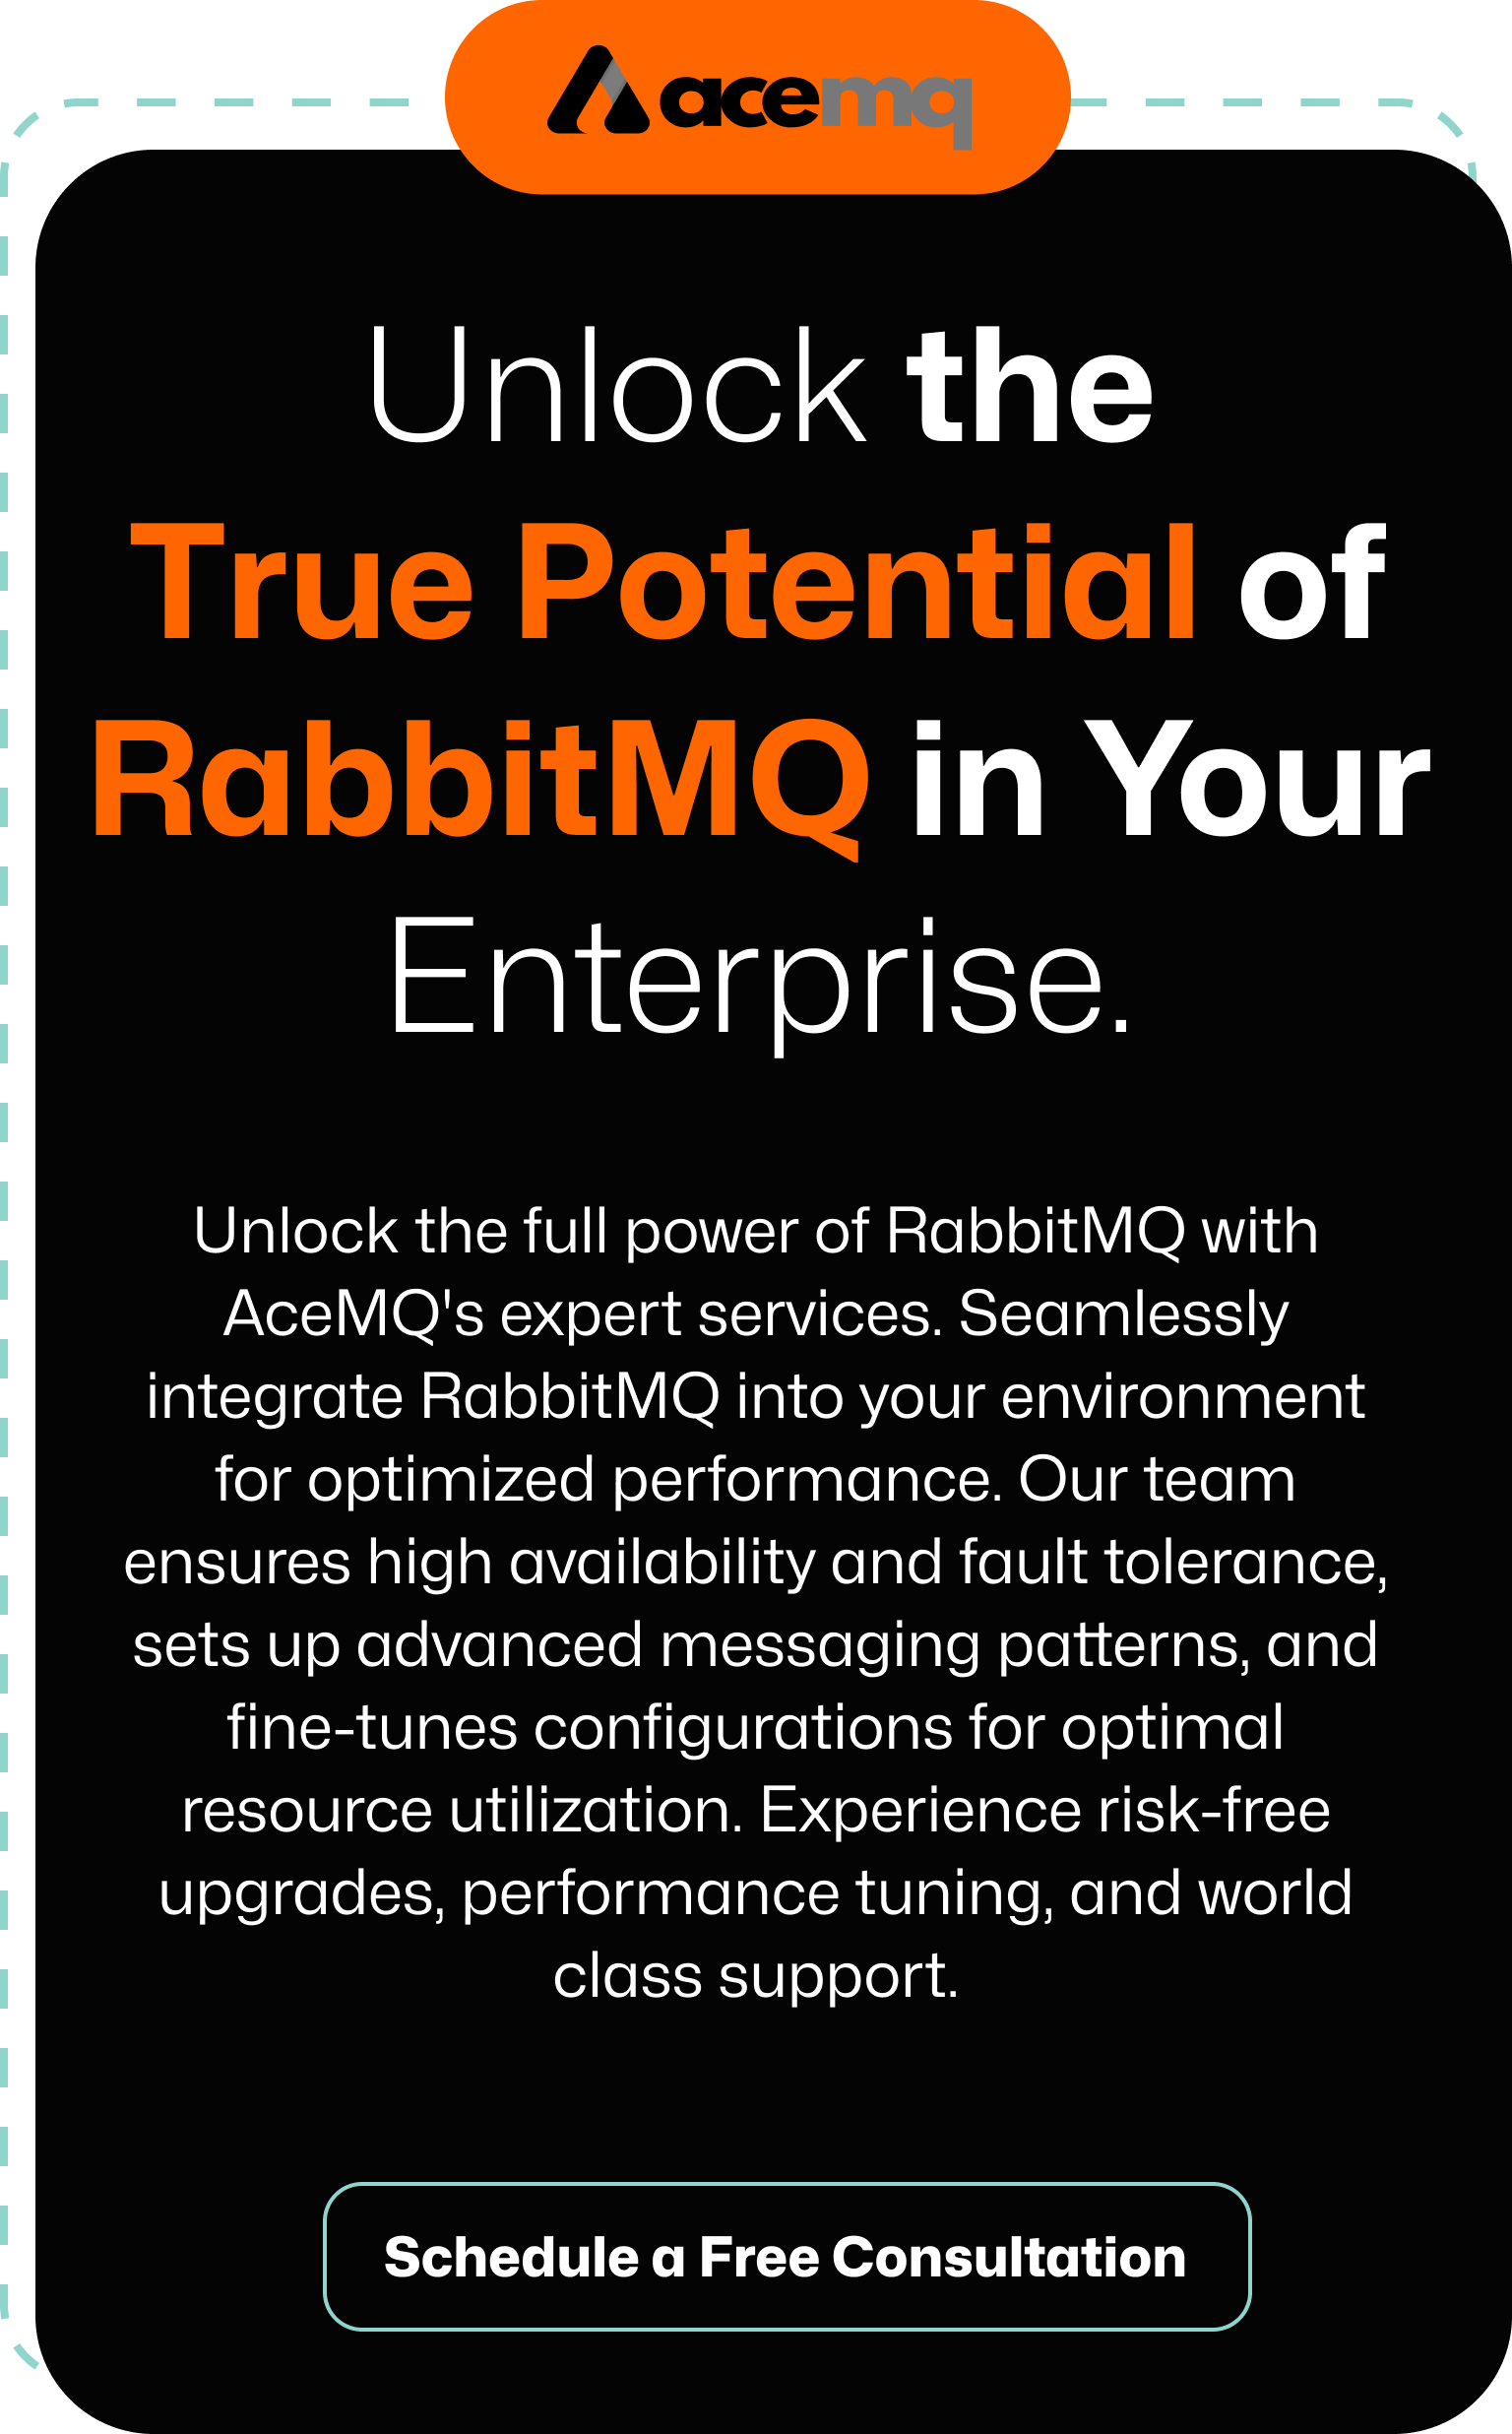 acemq
Unlock the
True Potential of
RabbitMQ in Your
Enterprise.
Unlock the full power of RabbitMQ with
AceMQ's expert services. Seamlessly
integrate RabbitMQ into your environment
for optimized performance. Our team
ensures high availability and fault tolerance,
sets up advanced messaging patterns, and
fine-tunes configurations for optimal
resource utilization. Experience risk-free
upgrades, performance tuning, and world
class support.
Schedule a Free Consultation